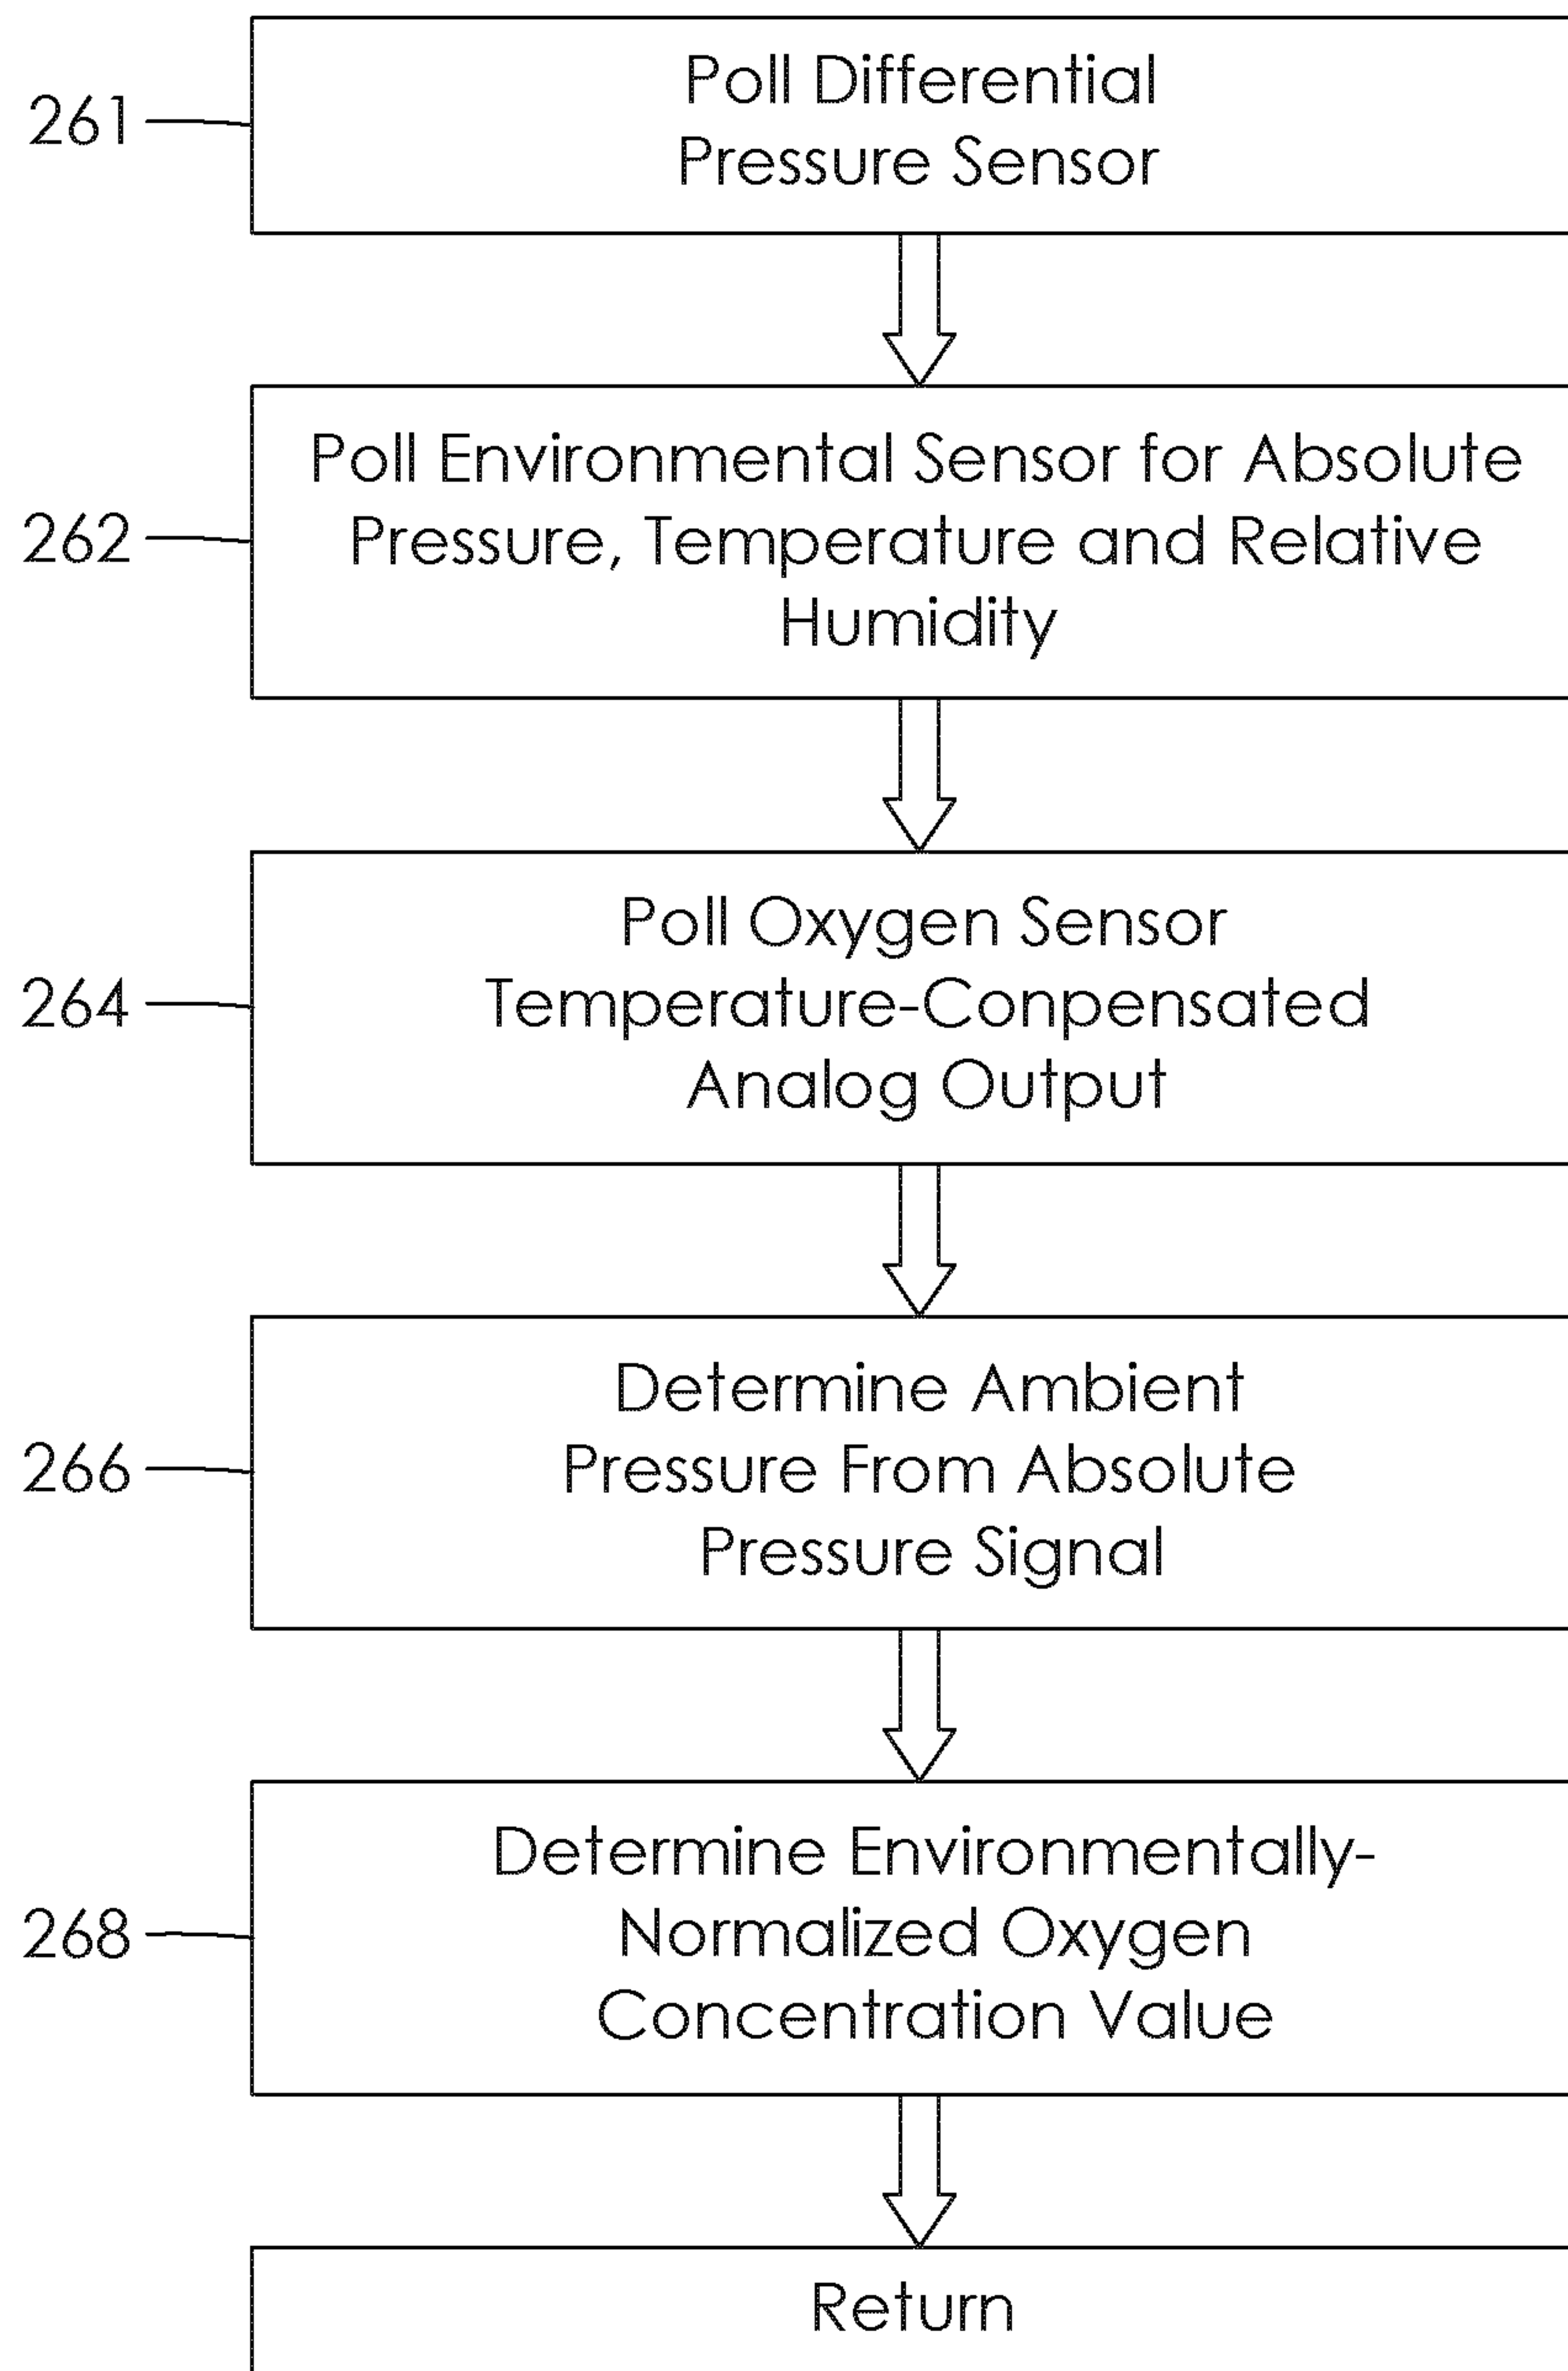 261
Poll Differential
Pressure Sensor
262
Poll Environmental Sensor for Absolute
Pressure, Temperature and Relative
Humidity
264
Poll Oxygen Sensor
Temperature-Conpensated
Analog Output
266
Determine Ambient
Pressure From Absolute
Pressure Signal
268
Determine Environmentally-
Normalized Oxygen
Concentration Value
Return